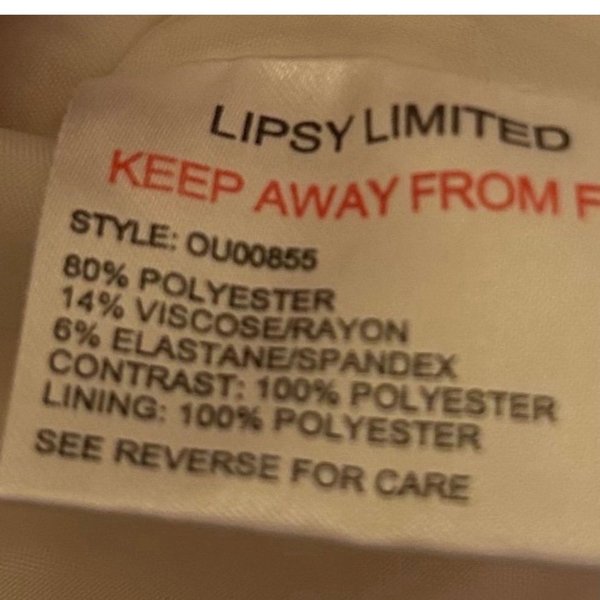 LIPSY LIMITED
KEEP AWAY FROM F
STYLE: OU00855
80% POLYESTER
14% VISCOSE/RAYON
6% ELASTANE/SPANDEX
CONTRAST: 100% POLYESTER
LINING: 100% POLYESTER
SEE REVERSE FOR CARE